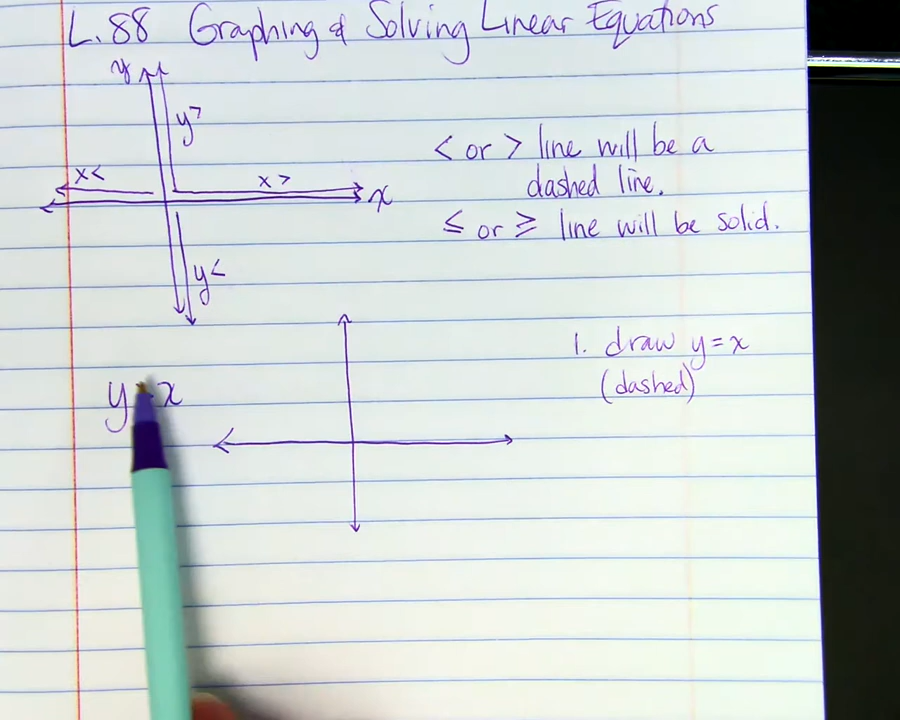 L.88 Graphing & Solving Linear Equations
y
y>
x<
x>
x
y<
< or > line will be a
dashed line.
≤ or ≥ line will be solid.
1. draw y = x
(dashed)
y x